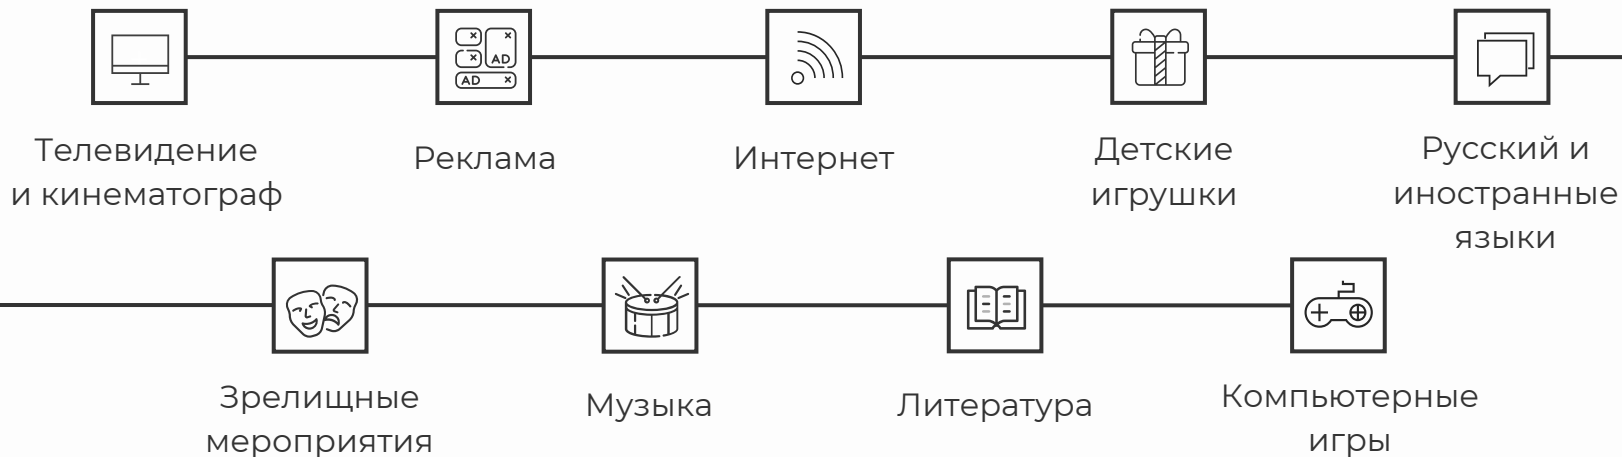 AD
AD
Телевидение
и кинематограф
Реклама
Интернет
Детские
игрушки
Русский и
иностранные
языки
Зрелищные
мероприятия
Музыка
Литература
Компьютерные
игры